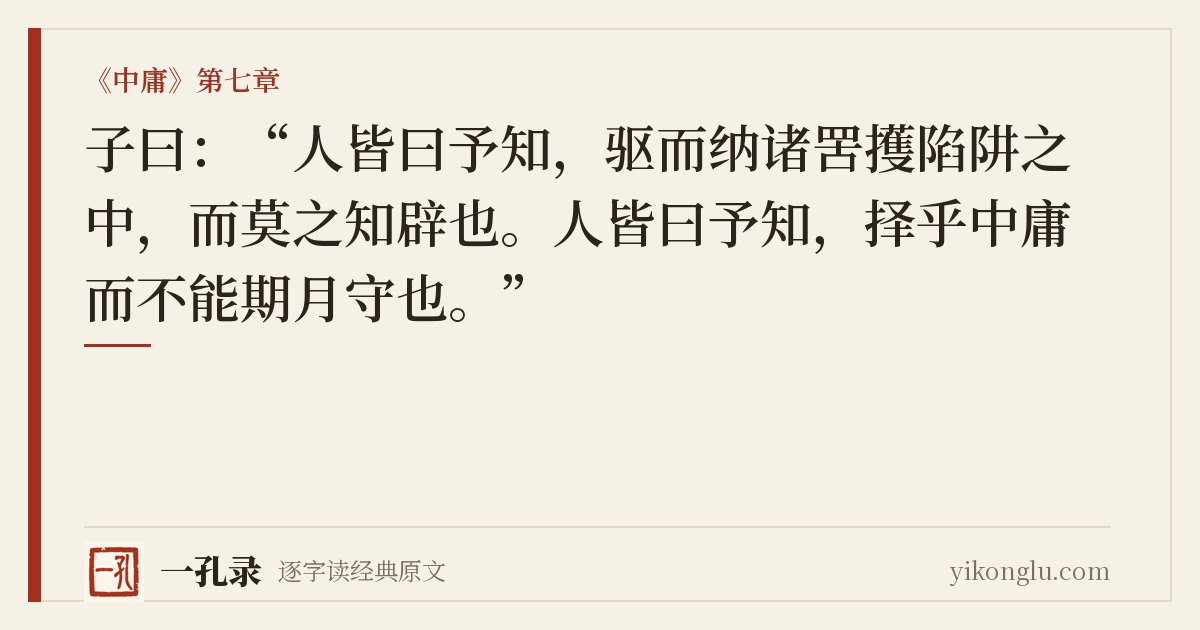 《中庸》第七章
子曰：“人皆曰予知，驱而纳诸罟擭陷阱之
中，而莫之知辟也。人皆曰予知，择乎中庸
而不能期月守也。”
一孔
一孔录 逐字读经典原文
yikonglu.com